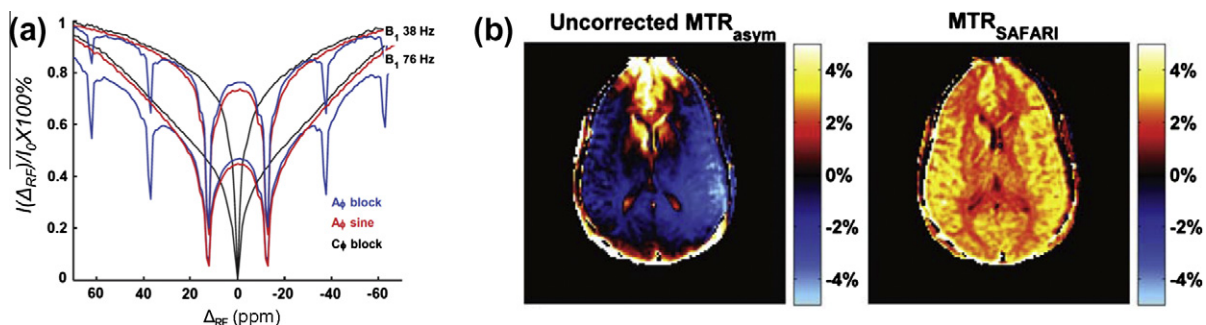 (a)
I(Δ_RF)/I₀X100%
1
0.8
0.6
0.4
0.2
0
B₁ 38 Hz
B₁ 76 Hz
Aϕ block
Aϕ sine
Cϕ block
60 40 20 0 -20 -40 -60
Δ_RF (ppm)
(b)
Uncorrected MTR_asym
4%
2%
0%
-2%
-4%
MTR_SAFARI
4%
2%
0%
-2%
-4%